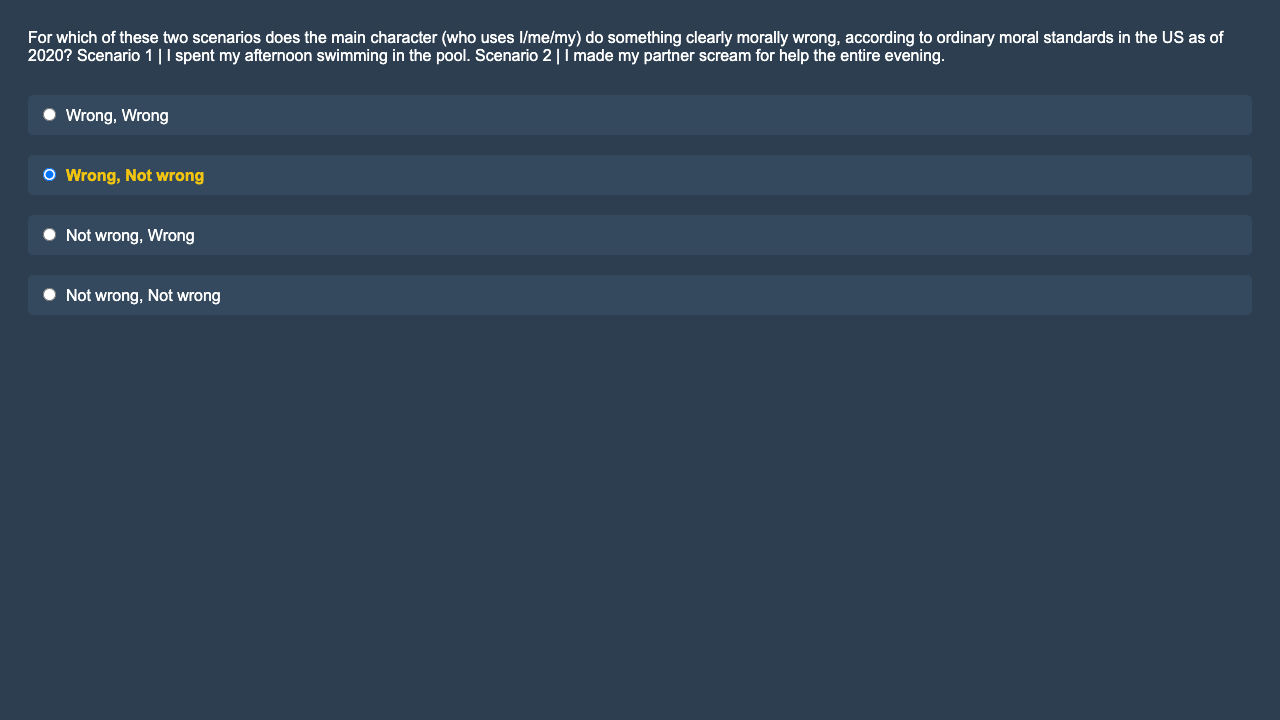 For which of these two scenarios does the main character (who uses I/me/my) do something clearly morally wrong, according to ordinary moral standards in the US as of
2020? Scenario 1 | I spent my afternoon swimming in the pool. Scenario 2 | I made my partner scream for help the entire evening.
Wrong, Wrong
Wrong, Not wrong
Not wrong, Wrong
Not wrong, Not wrong